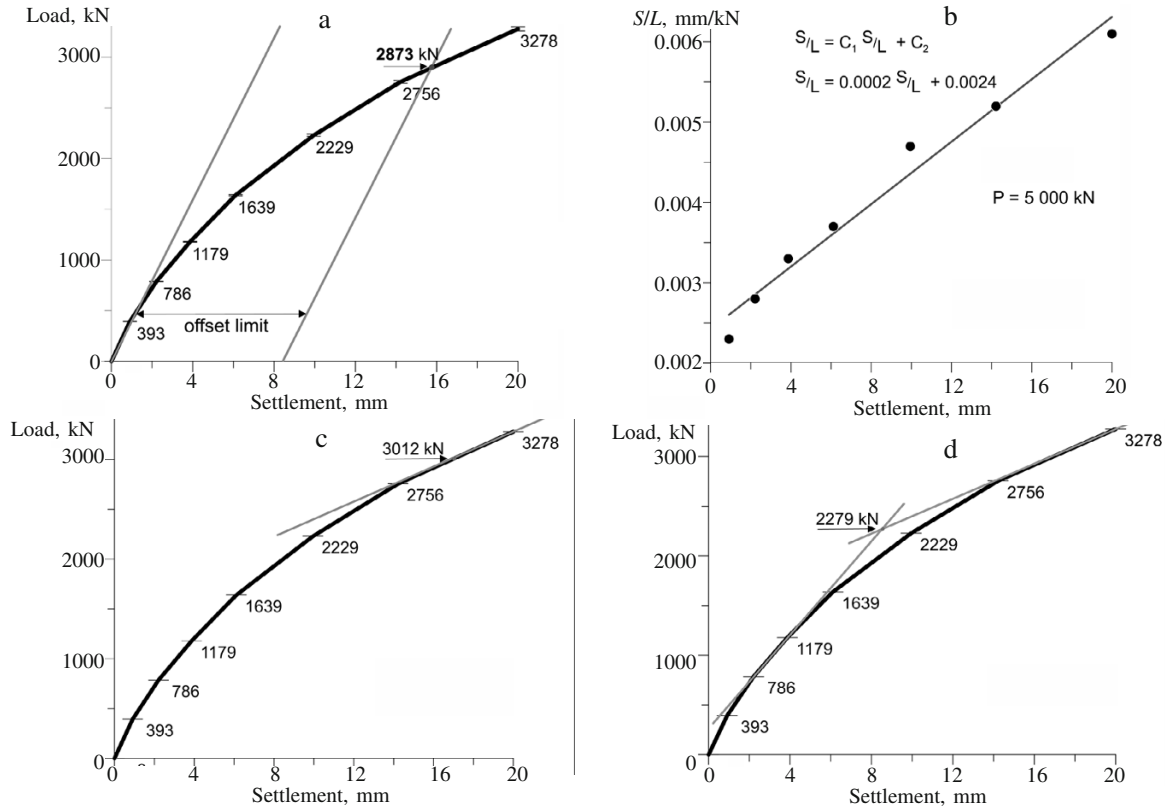 Load, kN
a
3000
2873 kN
3278
2756
2229
2000
1639
1179
1000
786
offset limit
393
0
0 4 8 12 16 20
Settlement, mm
S/L, mm/kN
b
0.006
S/L = C1 S/L + C2
S/L = 0.0002 S/L + 0.0024
0.005
P = 5 000 kN
0.004
0.003
0.002
0 4 8 12 16 20
Settlement, mm
Load, kN
c
3012 kN
3278
3000
2756
2229
2000
1639
1179
1000
786
393
0
0 4 8 12 16 20
Settlement, mm
Load, kN
d
3278
3000
2756
2279 kN
2229
2000
1639
1179
1000
786
393
0
0 4 8 12 16 20
Settlement, mm